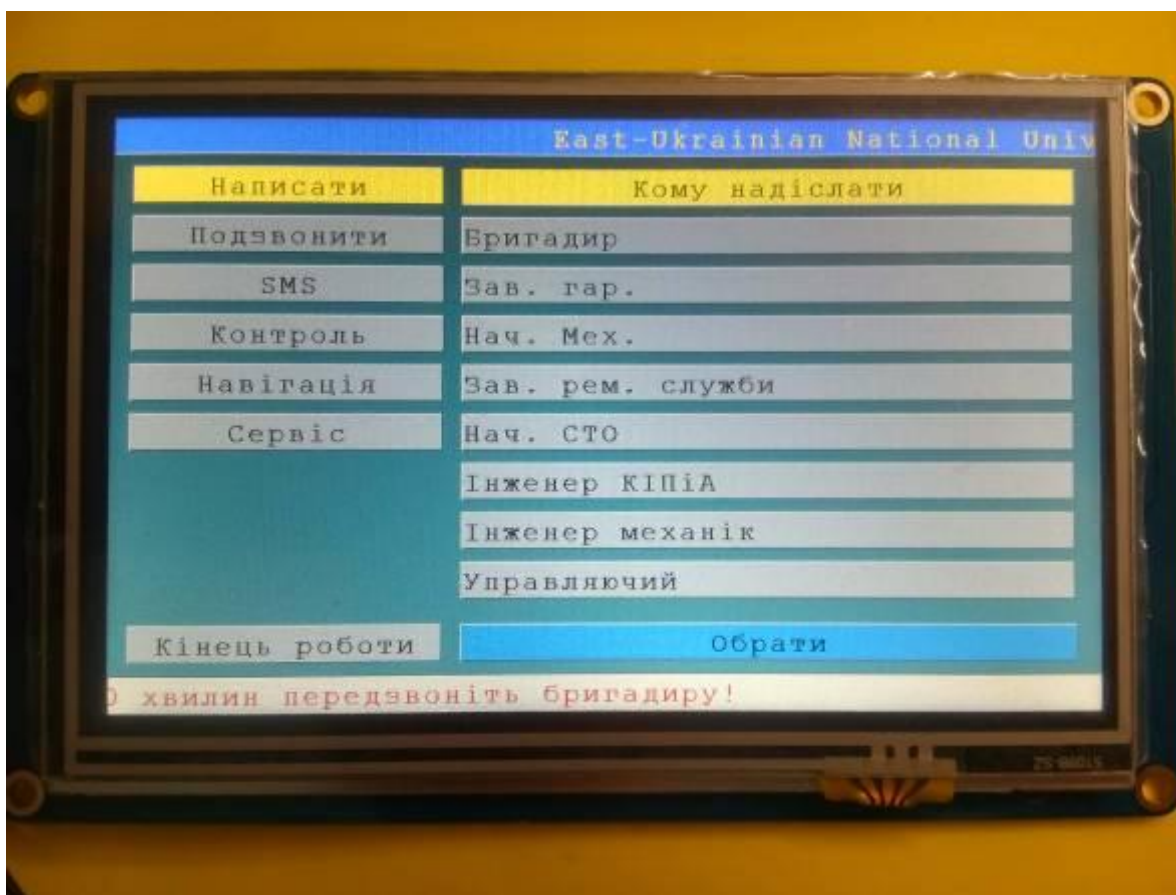 East-Ukrainian National Univ
Написати
Подзвонити
SMS
Контроль
Навігація
Сервіс
Кінець роботи
Кому надіслати
Бригадир
Зав. гар.
Нач. Мех.
Зав. рем. служби
Нач. СТО
Інженер КІПіА
Інженер механік
Управляючий
Обрати
хвилин передзвоніть бригадиру!